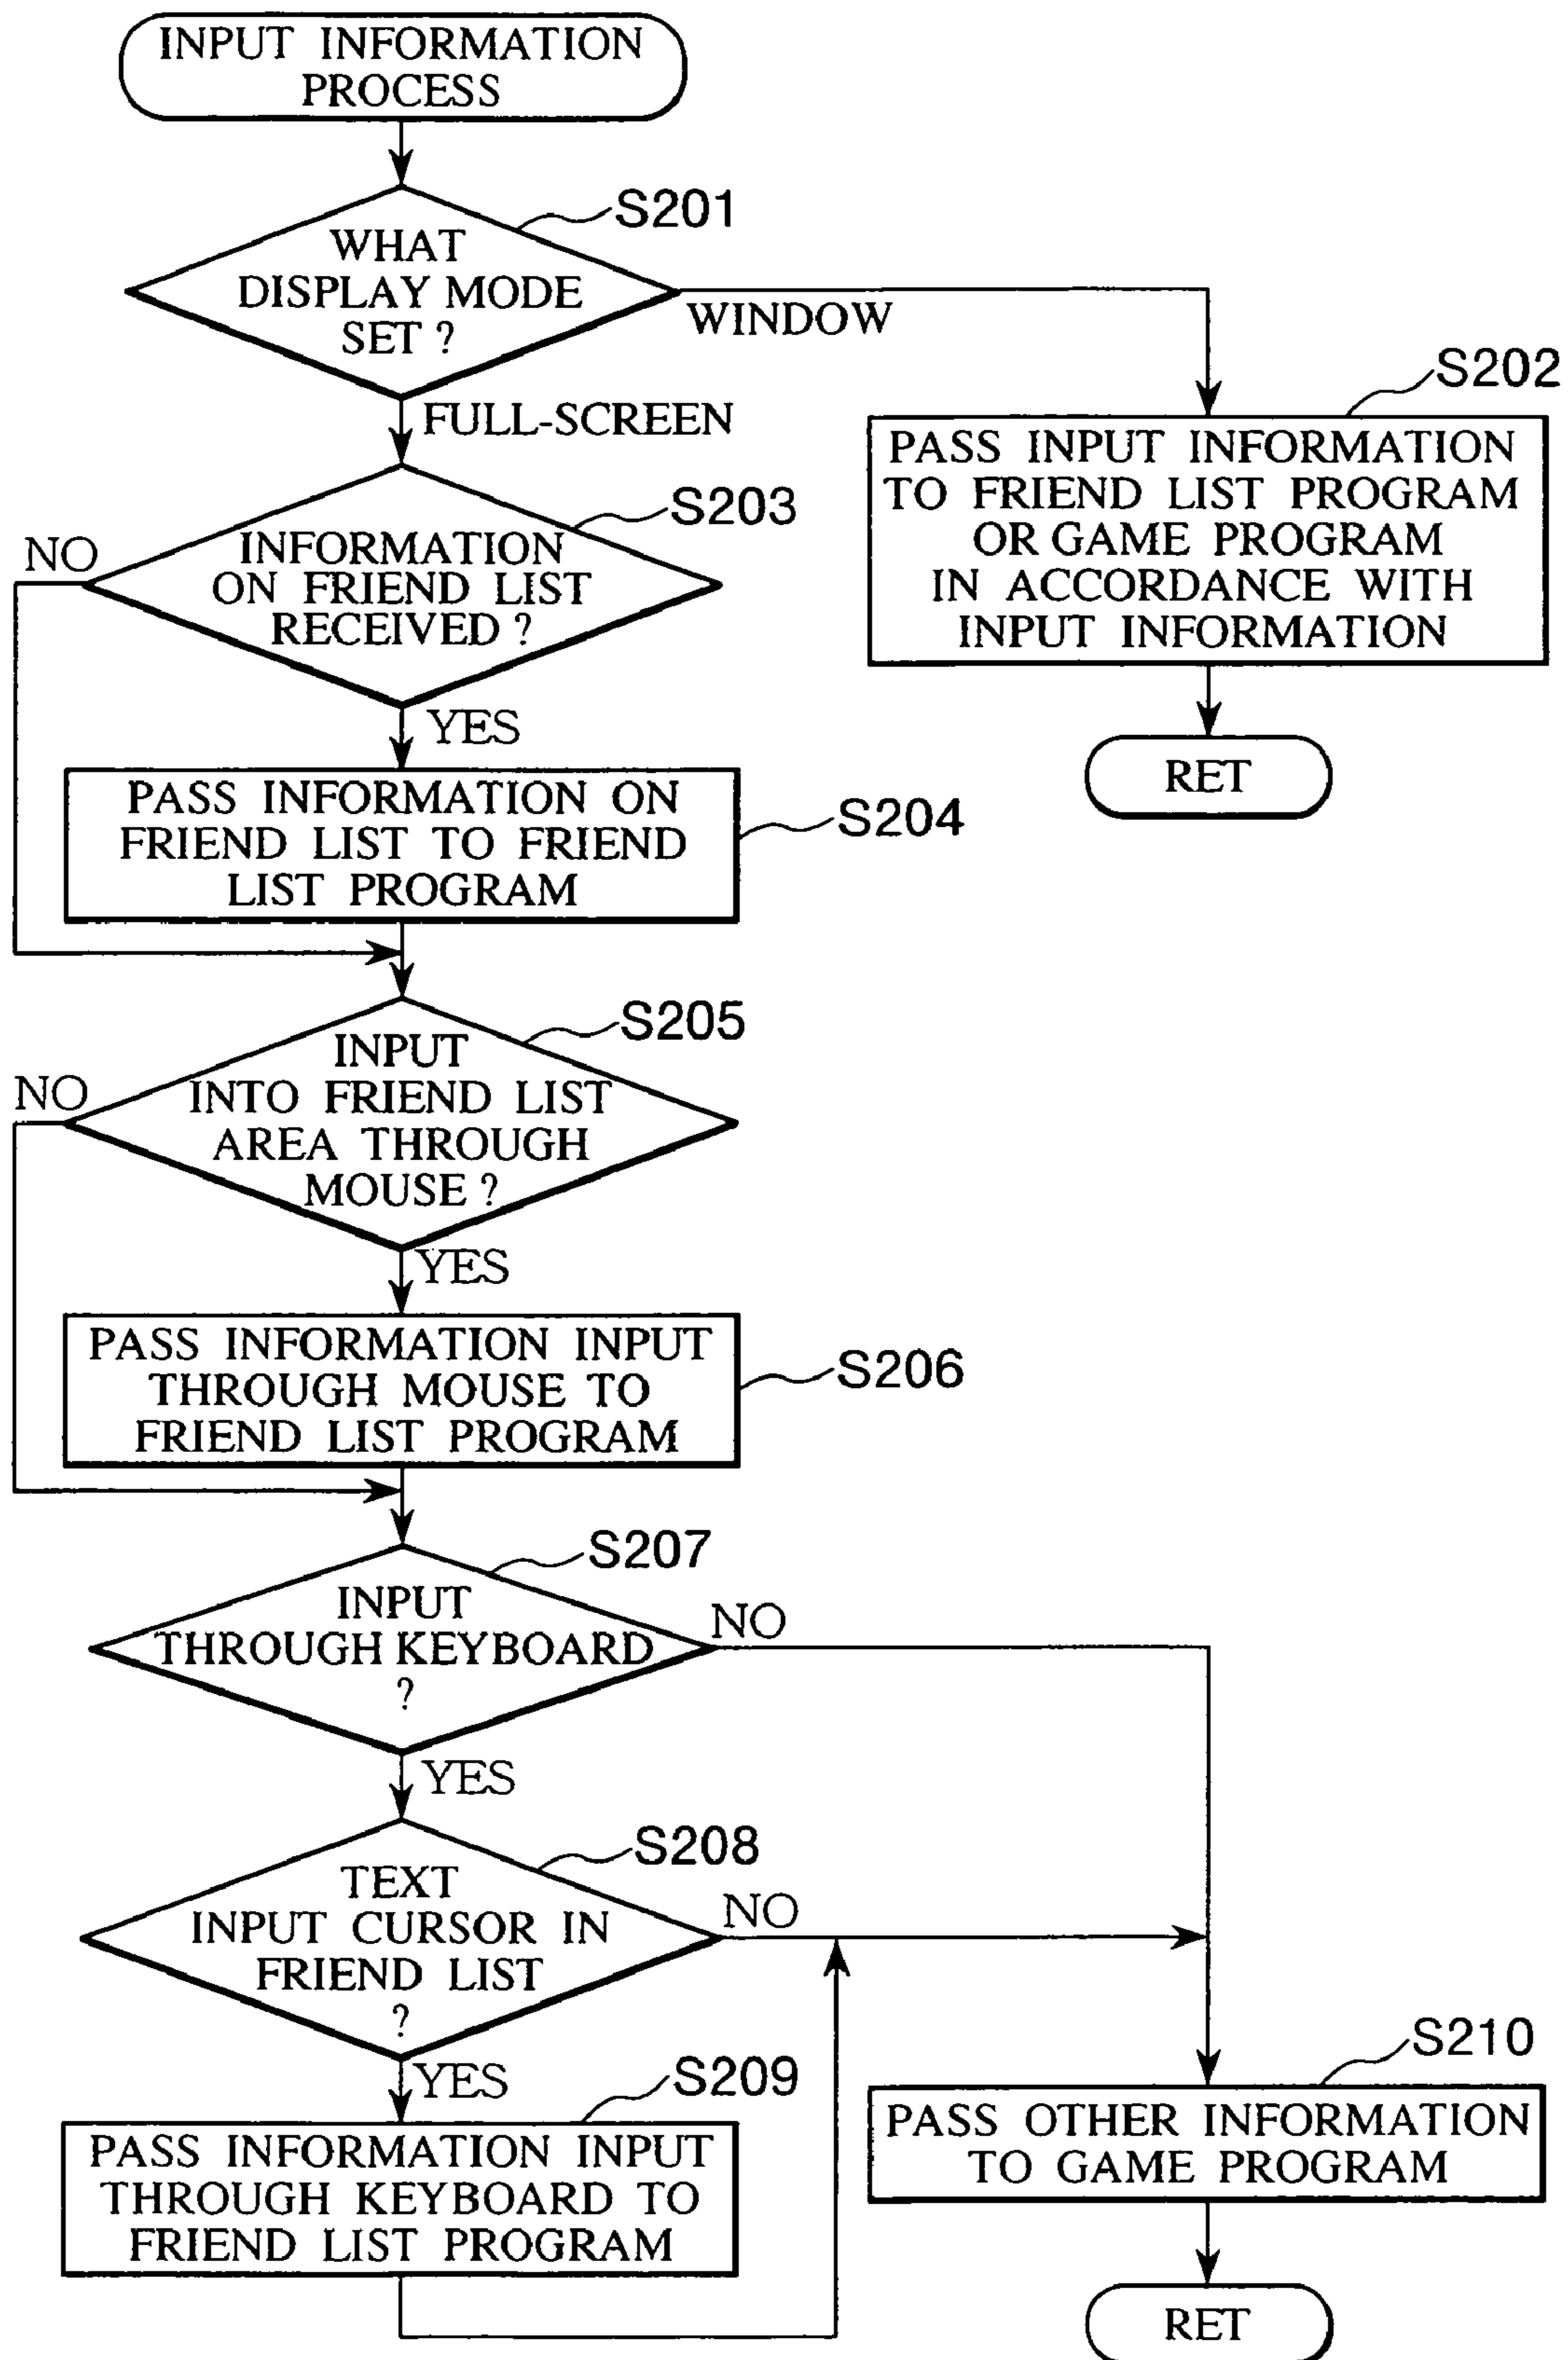 INPUT INFORMATION
PROCESS
S201
WHAT
DISPLAY MODE
SET ?
WINDOW
FULL-SCREEN
S202
PASS INPUT INFORMATION
TO FRIEND LIST PROGRAM
OR GAME PROGRAM
IN ACCORDANCE WITH
INPUT INFORMATION
RET
S203
INFORMATION
ON FRIEND LIST
RECEIVED ?
NO
YES
PASS INFORMATION ON
FRIEND LIST TO FRIEND
LIST PROGRAM
S204
S205
INPUT
INTO FRIEND LIST
AREA THROUGH
MOUSE ?
NO
YES
PASS INFORMATION INPUT
THROUGH MOUSE TO
FRIEND LIST PROGRAM
S206
S207
INPUT
THROUGH KEYBOARD
?
NO
YES
S208
TEXT
INPUT CURSOR IN
FRIEND LIST
?
NO
YES
S209
PASS INFORMATION INPUT
THROUGH KEYBOARD TO
FRIEND LIST PROGRAM
S210
PASS OTHER INFORMATION
TO GAME PROGRAM
RET